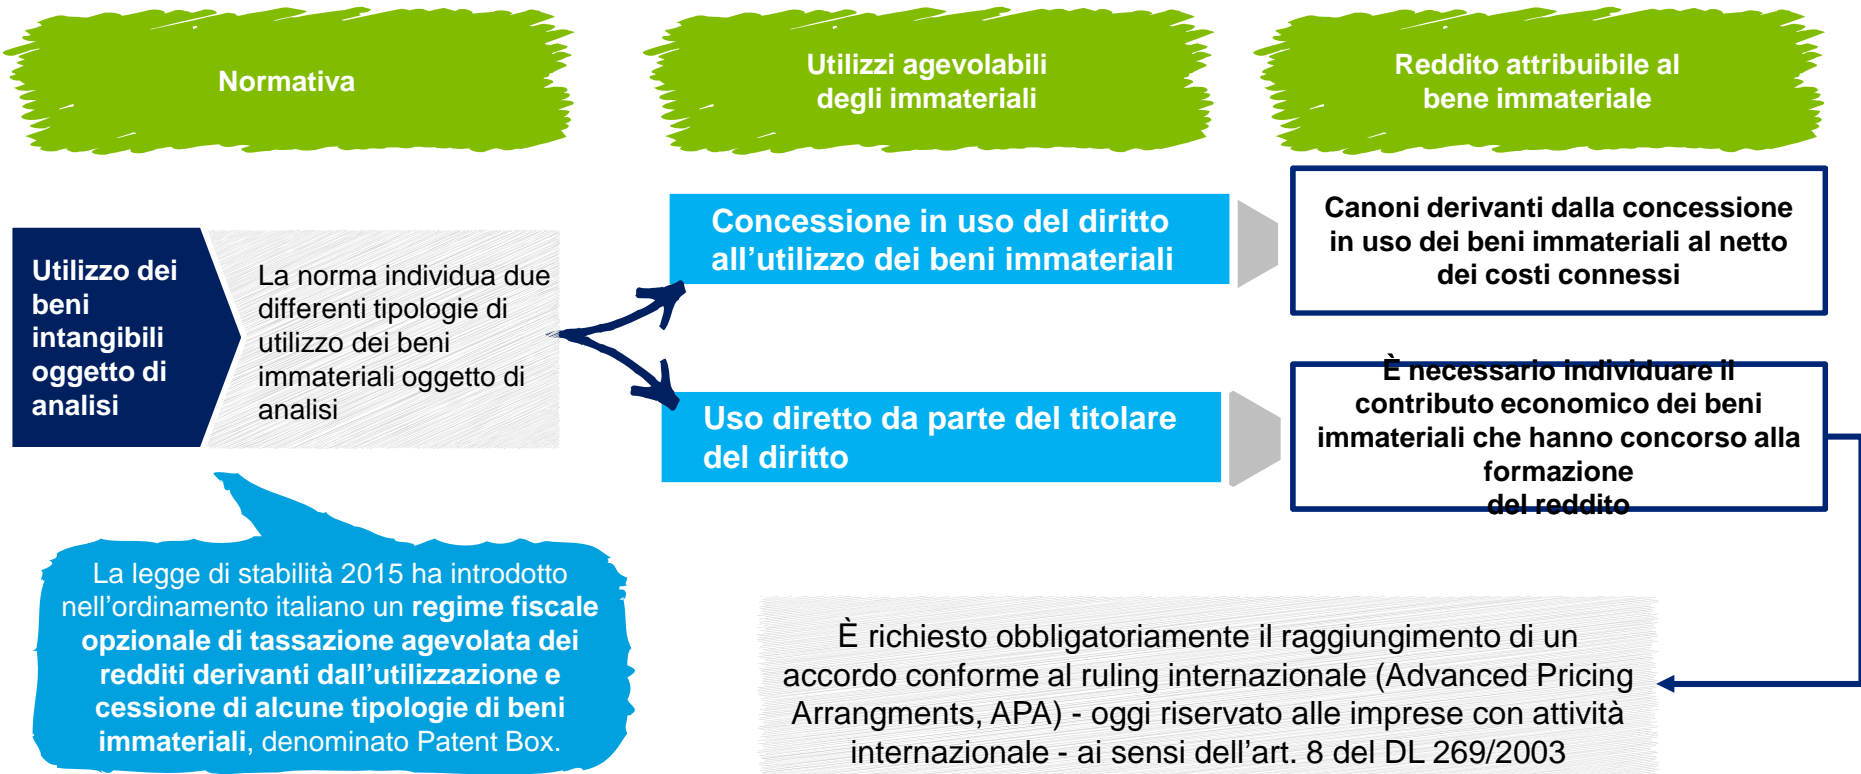 Normativa
Utilizzi agevolabili
degli immateriali
Reddito attribuibile al
bene immateriale
Utilizzo dei
beni
intangibili
oggetto di
analisi
La norma individua due
differenti tipologie di
utilizzo dei beni
immateriali oggetto di
analisi
Concessione in uso del diritto
all’utilizzo dei beni immateriali
Canoni derivanti dalla concessione
in uso dei beni immateriali al netto
dei costi connessi
Uso diretto da parte del titolare
del diritto
È necessario individuare il
contributo economico dei beni
immateriali che hanno concorso alla
formazione
del reddito
La legge di stabilità 2015 ha introdotto
nell’ordinamento italiano un regime fiscale
opzionale di tassazione agevolata dei
redditi derivanti dall’utilizzazione e
cessione di alcune tipologie di beni
immateriali, denominato Patent Box.
È richiesto obbligatoriamente il raggiungimento di un
accordo conforme al ruling internazionale (Advanced Pricing
Arrangments, APA) - oggi riservato alle imprese con attività
internazionale - ai sensi dell’art. 8 del DL 269/2003